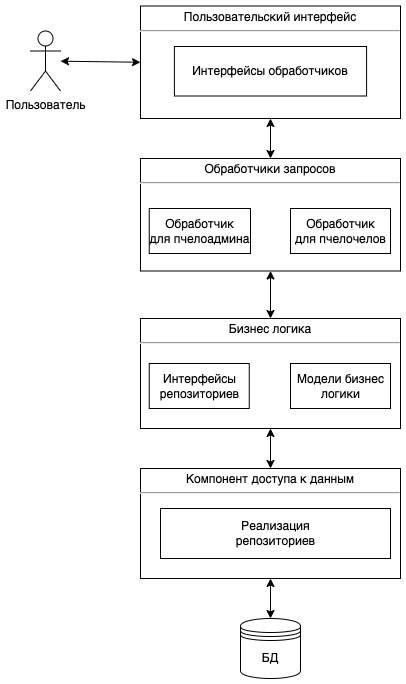 Пользовательский интерфейс
Интерфейсы обработчиков
Пользователь
Обработчики запросов
Обработчик
для пчелоадмина
Обработчик
для пчелочелов
Бизнес логика
Интерфейсы
репозиториев
Модели бизнес
логики
Компонент доступа к данным
Реализация
репозиториев
БД